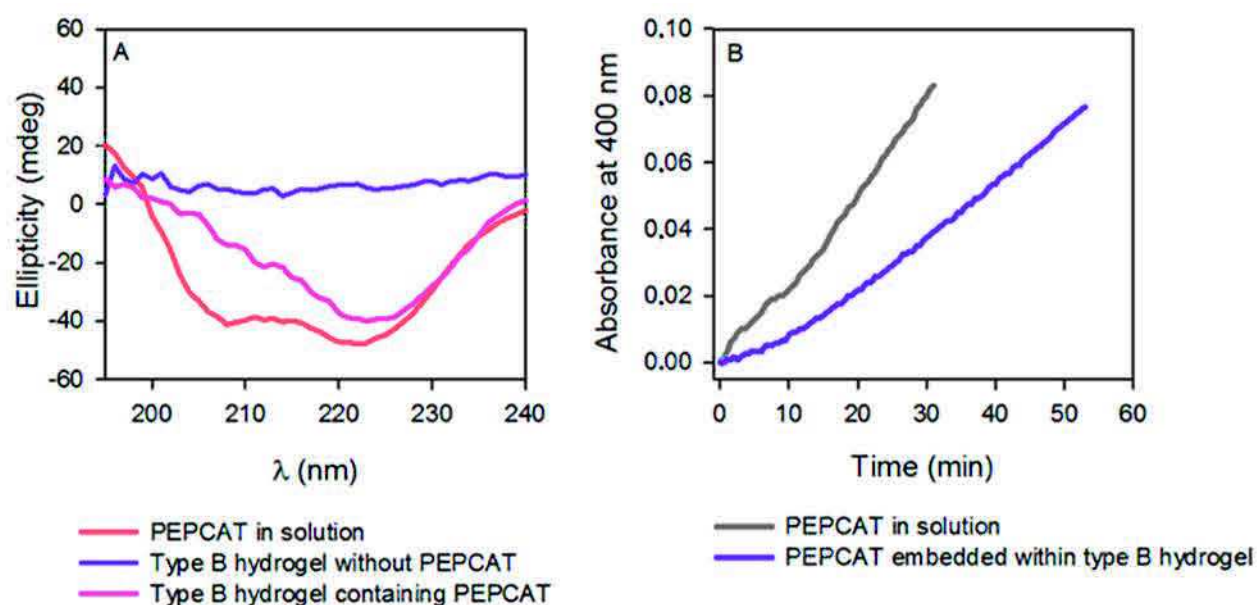 A
60
40
20
0
-20
-40
-60
Ellipticity (mdeg)
200 210 220 230 240
λ (nm)
PEPCAT in solution
Type B hydrogel without PEPCAT
Type B hydrogel containing PEPCAT
B
0.10
0.08
0.06
0.04
0.02
0.00
Absorbance at 400 nm
0 10 20 30 40 50 60
Time (min)
PEPCAT in solution
PEPCAT embedded within type B hydrogel